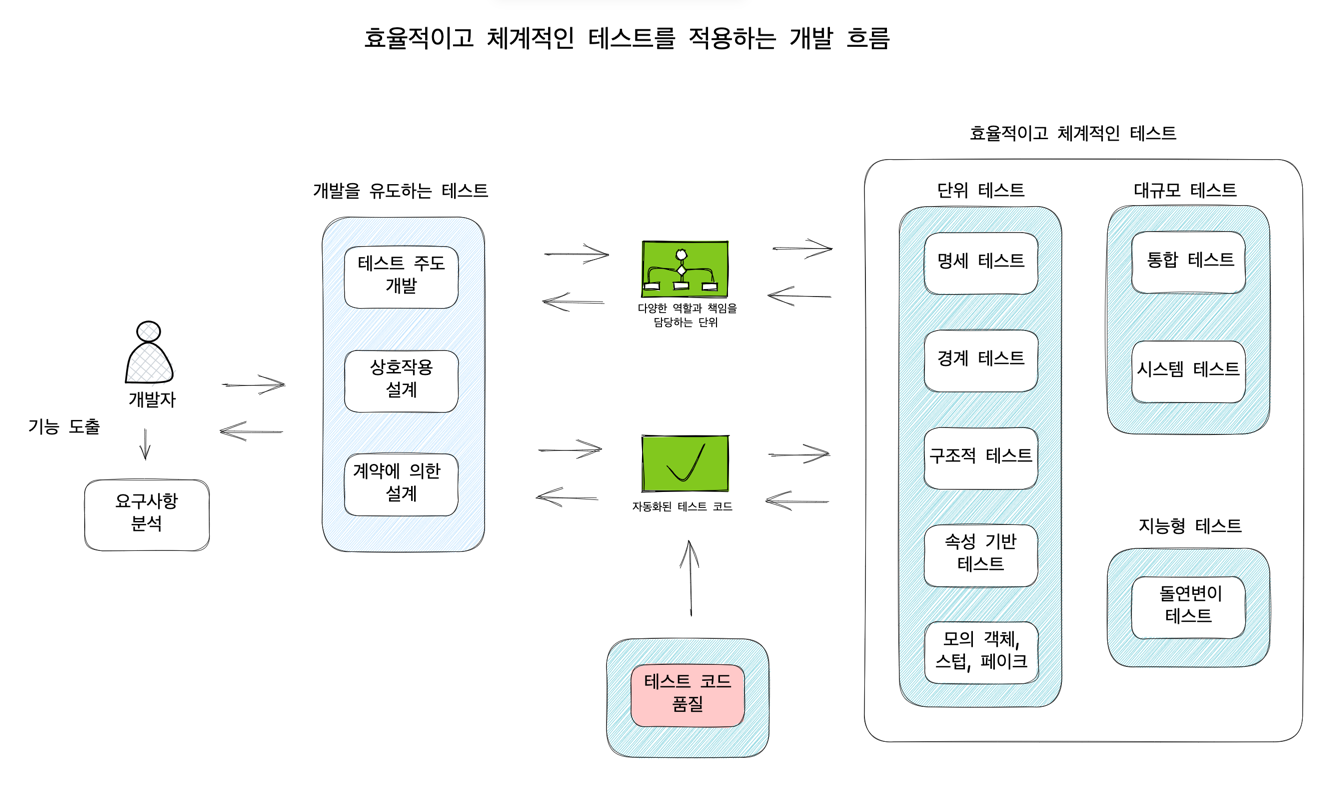 효율적이고 체계적인 테스트를 적용하는 개발 흐름
효율적이고 체계적인 테스트
개발을 유도하는 테스트
단위 테스트
대규모 테스트
테스트 주도
개발
상호작용
설계
계약에 의한
설계
개발자
기능 도출
요구사항
분석
다양한 역할과 책임을
담당하는 단위
자동화된 테스트 코드
테스트 코드
품질
명세 테스트
경계 테스트
구조적 테스트
속성 기반
테스트
모의 객체,
스텁, 페이크
통합 테스트
시스템 테스트
지능형 테스트
돌연변이
테스트